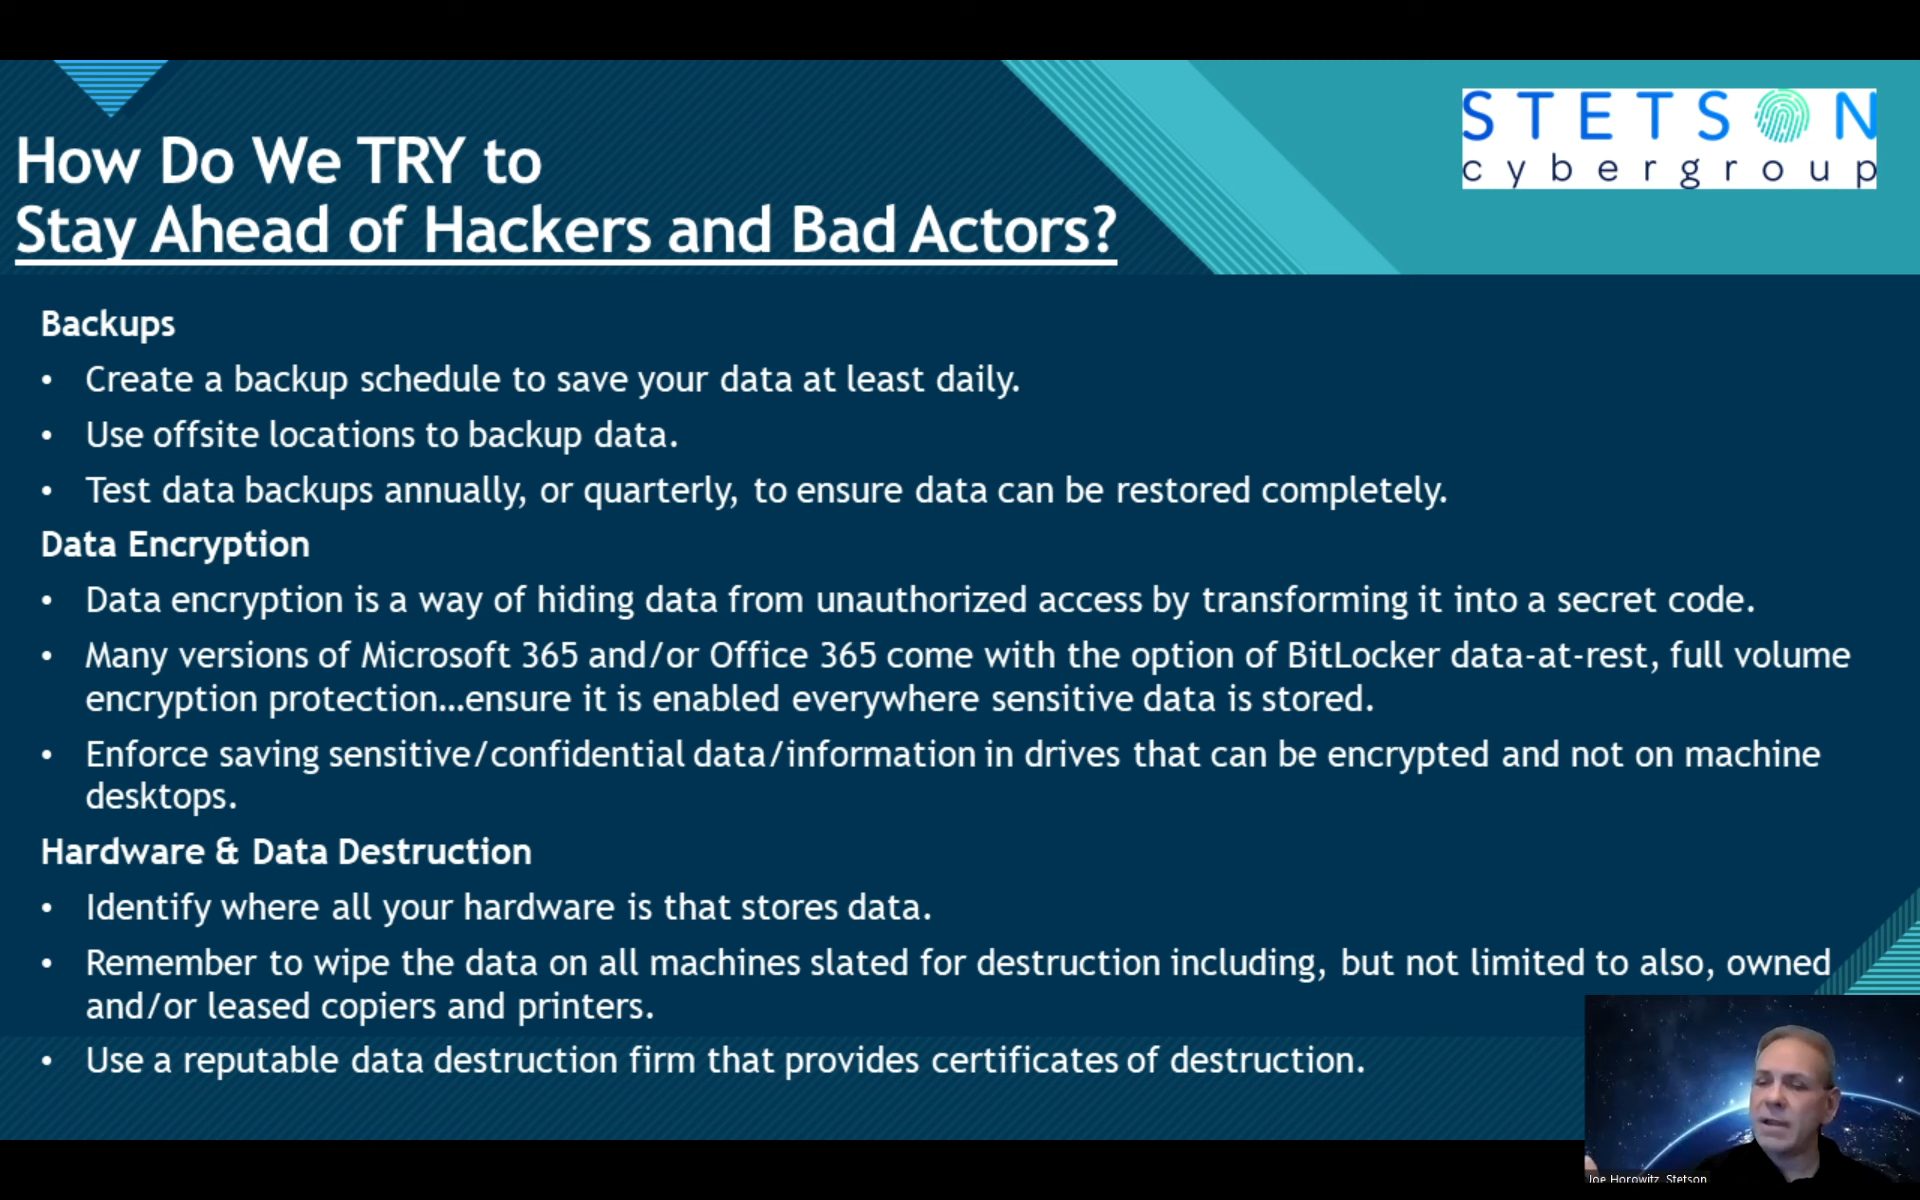 STETSON
cybergroup
How Do We TRY to
Stay Ahead of Hackers and Bad Actors?
Backups
• Create a backup schedule to save your data at least daily.
• Use offsite locations to backup data.
• Test data backups annually, or quarterly, to ensure data can be restored completely.
Data Encryption
• Data encryption is a way of hiding data from unauthorized access by transforming it into a secret code.
• Many versions of Microsoft 365 and/or Office 365 come with the option of BitLocker data-at-rest, full volume
encryption protection…ensure it is enabled everywhere sensitive data is stored.
• Enforce saving sensitive/confidential data/information in drives that can be encrypted and not on machine
desktops.
Hardware & Data Destruction
• Identify where all your hardware is that stores data.
• Remember to wipe the data on all machines slated for destruction including, but not limited to also, owned
and/or leased copiers and printers.
• Use a reputable data destruction firm that provides certificates of destruction.
Joe Horowitz, Stetson